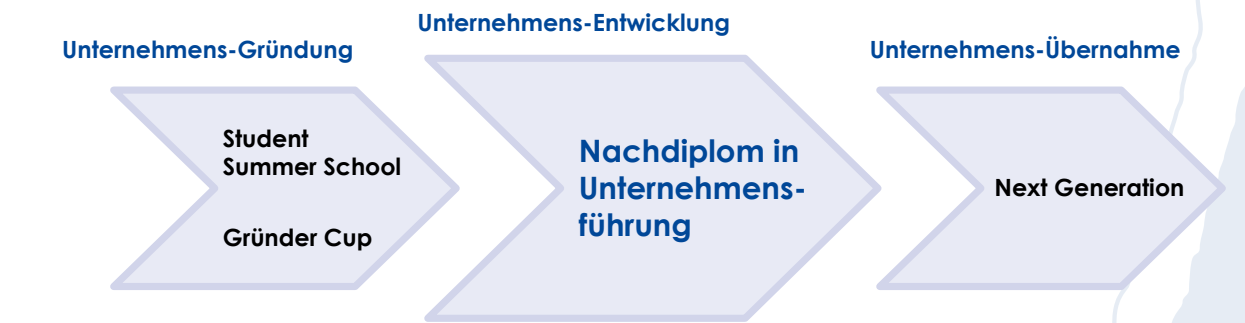 Unternehmens-Gründung
Student
Summer School
Gründer Cup
Unternehmens-Entwicklung
Nachdiplom in
Unternehmens-
führung
Unternehmens-Übernahme
Next Generation